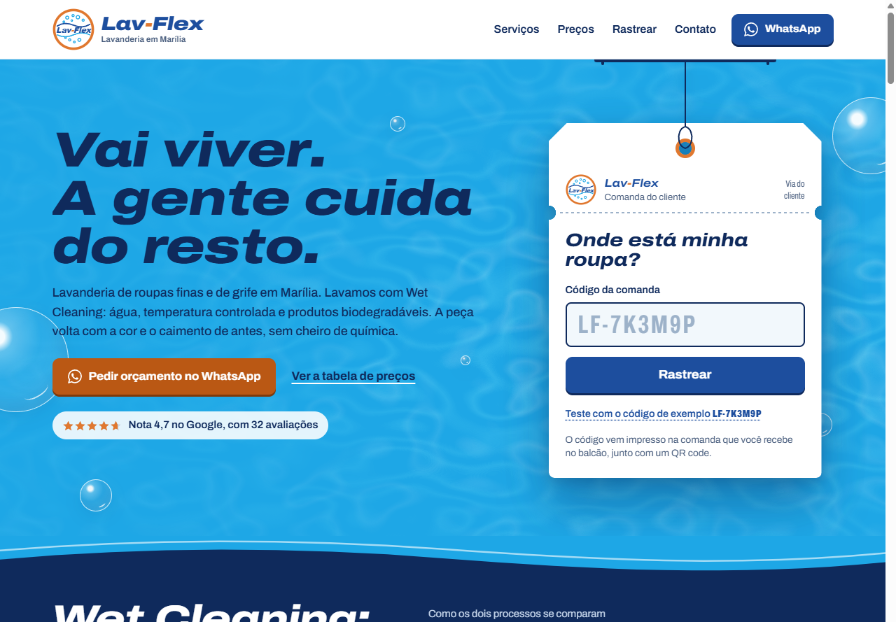 Lav-Flex
Lav-Flex
Lavanderia em Marília
Serviços
Preços
Rastrear
Contato
WhatsApp
Vai viver.
A gente cuida
do resto.
Lavanderia de roupas finas e de grife em Marília. Lavamos com Wet
Cleaning: água, temperatura controlada e produtos biodegradáveis. A peça
volta com a cor e o caimento de antes, sem cheiro de química.
Pedir orçamento no WhatsApp
Ver a tabela de preços
Nota 4,7 no Google, com 32 avaliações
Lav-Flex
Lav-Flex
Comanda do cliente
Via do
cliente
Onde está minha
roupa?
Código da comanda
LF-7K3M9P
Rastrear
Teste com o código de exemplo LF-7K3M9P
O código vem impresso na comanda que você recebe
no balcão, junto com um QR code.
Wet Cleaning:
Como os dois processos se comparam